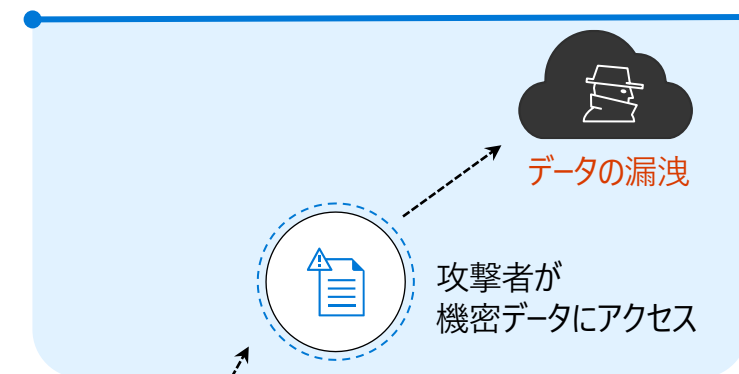 データの漏洩
攻撃者が
機密データにアクセス